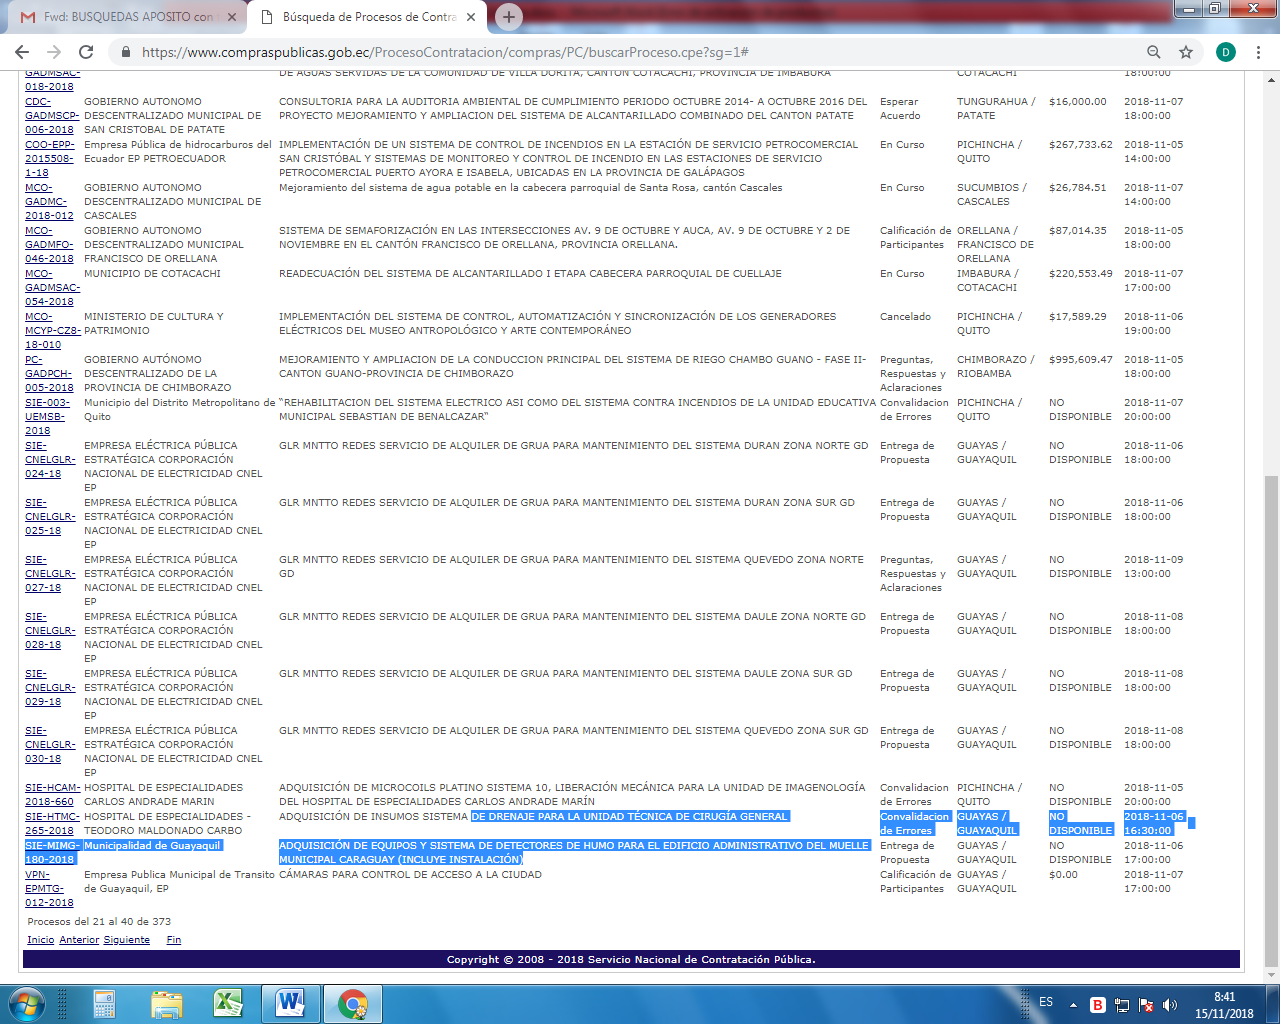 Fwd: BUSQUEDAS APOSITO con
Búsqueda de Procesos de Contra
https://www.compraspublicas.gob.ec/ProcesoContratacion/compras/PC/buscarProceso.cpe?sg=1#
D
GADMSAC- DE AGUAS SERVIDAS DE LA COMUNIDAD DE VILLA DORITA, CANTON COTACACHI, PROVINCIA DE IMBABURA COTACACHI 18:00:00
018-2018
CDC- GOBIERNO AUTONOMO CONSULTORIA PARA LA AUDITORIA AMBIENTAL DE CUMPLIMIENTO PERIODO OCTUBRE 2014- A OCTUBRE 2016 DEL Esperar TUNGURAHUA / $16,000.00 2018-11-07
GADMSCP- DESCENTRALIZADO MUNICIPAL DE PROYECTO MEJORAMIENTO Y AMPLIACION DEL SISTEMA DE ALCANTARILLADO COMBINADO DEL CANTON PATATE Acuerdo PATATE 18:00:00
006-2018 SAN CRISTOBAL DE PATATE
COO-EPP- Empresa Pública de hidrocarburos del IMPLEMENTACIÓN DE UN SISTEMA DE CONTROL DE INCENDIOS EN LA ESTACIÓN DE SERVICIO PETROCOMERCIAL En Curso PICHINCHA / $267,733.62 2018-11-05
2015508- Ecuador EP PETROECUADOR SAN CRISTÓBAL Y SISTEMAS DE MONITOREO Y CONTROL DE INCENDIO EN LAS ESTACIONES DE SERVICIO QUITO 14:00:00
1-18 PETROCOMERCIAL PUERTO AYORA E ISABELA, UBICADAS EN LA PROVINCIA DE GALÁPAGOS
MCO- GOBIERNO AUTONOMO Mejoramiento del sistema de agua potable en la cabecera parroquial de Santa Rosa, cantón Cascales En Curso SUCUMBIOS / $26,784.51 2018-11-07
GADMC- DESCENTRALIZADO MUNICIPAL DE CASCALES 14:00:00
2018-012 CASCALES
MCO- GOBIERNO AUTONOMO SISTEMA DE SEMAFORIZACIÓN EN LAS INTERSECCIONES AV. 9 DE OCTUBRE Y AUCA, AV. 9 DE OCTUBRE Y 2 DE Calificación de ORELLANA / $87,014.35 2018-11-05
GADMFO- DESCENTRALIZADO MUNICIPAL NOVIEMBRE EN EL CANTÓN FRANCISCO DE ORELLANA, PROVINCIA ORELLANA. Participantes FRANCISCO DE 18:00:00
046-2018 FRANCISCO DE ORELLANA ORELLANA
MCO- MUNICIPIO DE COTACACHI READECUACIÓN DEL SISTEMA DE ALCANTARILLADO I ETAPA CABECERA PARROQUIAL DE CUELLAJE En Curso IMBABURA / $220,553.49 2018-11-07
GADMSAC- COTACACHI 17:00:00
054-2018
MCO- MINISTERIO DE CULTURA Y IMPLEMENTACIÓN DEL SISTEMA DE CONTROL, AUTOMATIZACIÓN Y SINCRONIZACIÓN DE LOS GENERADORES Cancelado PICHINCHA / $17,589.29 2018-11-06
MCYP-CZ8- PATRIMONIO ELÉCTRICOS DEL MUSEO ANTROPOLÓGICO Y ARTE CONTEMPORÁNEO QUITO 19:00:00
18-010
PC- GOBIERNO AUTÓNOMO MEJORAMIENTO Y AMPLIACION DE LA CONDUCCION PRINCIPAL DEL SISTEMA DE RIEGO CHAMBO GUANO - FASE II- Preguntas, CHIMBORAZO / $995,609.47 2018-11-05
GADPCH- DESCENTRALIZADO DE LA CANTON GUANO-PROVINCIA DE CHIMBORAZO Respuestas y RIOBAMBA 18:00:00
005-2018 PROVINCIA DE CHIMBORAZO Aclaraciones
SIE-003- Municipio del Distrito Metropolitano de "REHABILITACION DEL SISTEMA ELECTRICO ASI COMO DEL SISTEMA CONTRA INCENDIOS DE LA UNIDAD EDUCATIVA Convalidacion PICHINCHA / NO 2018-11-07
UEMSB- Quito MUNICIPAL SEBASTIAN DE BENALCAZAR" de Errores QUITO DISPONIBLE 20:00:00
2018
SIE- EMPRESA ELÉCTRICA PÚBLICA GLR MNTTO REDES SERVICIO DE ALQUILER DE GRUA PARA MANTENIMIENTO DEL SISTEMA DURAN ZONA NORTE GD Entrega de GUAYAS / NO 2018-11-06
CNELGLR- ESTRATÉGICA CORPORACIÓN Propuesta GUAYAQUIL DISPONIBLE 18:00:00
024-18 NACIONAL DE ELECTRICIDAD CNEL
EP
SIE- EMPRESA ELÉCTRICA PÚBLICA GLR MNTTO REDES SERVICIO DE ALQUILER DE GRUA PARA MANTENIMIENTO DEL SISTEMA DURAN ZONA SUR GD Entrega de GUAYAS / NO 2018-11-06
CNELGLR- ESTRATÉGICA CORPORACIÓN Propuesta GUAYAQUIL DISPONIBLE 18:00:00
025-18 NACIONAL DE ELECTRICIDAD CNEL
EP
SIE- EMPRESA ELÉCTRICA PÚBLICA GLR MNTTO REDES SERVICIO DE ALQUILER DE GRUA PARA MANTENIMIENTO DEL SISTEMA QUEVEDO ZONA NORTE Preguntas, GUAYAS / NO 2018-11-09
CNELGLR- ESTRATÉGICA CORPORACIÓN GD Respuestas y GUAYAQUIL DISPONIBLE 13:00:00
027-18 NACIONAL DE ELECTRICIDAD CNEL Aclaraciones
EP
SIE- EMPRESA ELÉCTRICA PÚBLICA GLR MNTTO REDES SERVICIO DE ALQUILER DE GRUA PARA MANTENIMIENTO DEL SISTEMA DAULE ZONA NORTE GD Entrega de GUAYAS / NO 2018-11-08
CNELGLR- ESTRATÉGICA CORPORACIÓN Propuesta GUAYAQUIL DISPONIBLE 18:00:00
028-18 NACIONAL DE ELECTRICIDAD CNEL
EP
SIE- EMPRESA ELÉCTRICA PÚBLICA GLR MNTTO REDES SERVICIO DE ALQUILER DE GRUA PARA MANTENIMIENTO DEL SISTEMA DAULE ZONA SUR GD Entrega de GUAYAS / NO 2018-11-08
CNELGLR- ESTRATÉGICA CORPORACIÓN Propuesta GUAYAQUIL DISPONIBLE 18:00:00
029-18 NACIONAL DE ELECTRICIDAD CNEL
EP
SIE- EMPRESA ELÉCTRICA PÚBLICA GLR MNTTO REDES SERVICIO DE ALQUILER DE GRUA PARA MANTENIMIENTO DEL SISTEMA QUEVEDO ZONA SUR GD Entrega de GUAYAS / NO 2018-11-08
CNELGLR- ESTRATÉGICA CORPORACIÓN Propuesta GUAYAQUIL DISPONIBLE 18:00:00
030-18 NACIONAL DE ELECTRICIDAD CNEL
EP
SIE-HCAM- HOSPITAL DE ESPECIALIDADES ADQUISICIÓN DE MICROCOILS PLATINO SISTEMA 10, LIBERACIÓN MECÁNICA PARA LA UNIDAD DE IMAGENOLOGÍA Convalidacion PICHINCHA / NO 2018-11-05
2018-660 CARLOS ANDRADE MARIN DEL HOSPITAL DE ESPECIALIDADES CARLOS ANDRADE MARÍN de Errores QUITO DISPONIBLE 20:00:00
SIE-HTMC- HOSPITAL DE ESPECIALIDADES - ADQUISICIÓN DE INSUMOS SISTEMA DE DRENAJE PARA LA UNIDAD TÉCNICA DE CIRUGÍA GENERAL Convalidacion GUAYAS / NO 2018-11-06
265-2018 TEODORO MALDONADO CARBO de Errores GUAYAQUIL DISPONIBLE 16:30:00
SIE-MIMG- Municipalidad de Guayaquil ADQUISICIÓN DE EQUIPOS Y SISTEMA DE DETECTORES DE HUMO PARA EL EDIFICIO ADMINISTRATIVO DEL MUELLE Entrega de GUAYAS / NO 2018-11-06
180-2018 MUNICIPAL CARAGUAY (INCLUYE INSTALACIÓN) Propuesta GUAYAQUIL DISPONIBLE 17:00:00
VPN- Empresa Publica Municipal de Transito CÁMARAS PARA CONTROL DE ACCESO A LA CIUDAD Calificación de GUAYAS / $0.00 2018-11-07
EPMTG- de Guayaquil, EP Participantes GUAYAQUIL 17:00:00
012-2018
Procesos del 21 al 40 de 373
Inicio Anterior Siguiente Fin
Copyright © 2008 - 2018 Servicio Nacional de Contratación Pública.
ES
8:41
15/11/2018